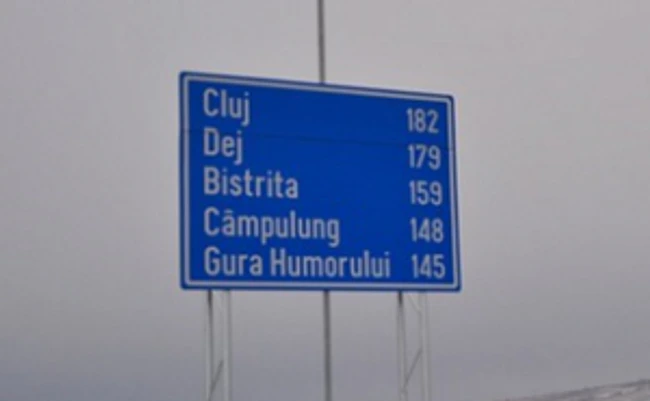 Cluj 182
Dej 179
Bistrita 159
Câmpulung 148
Gura Humorului 145